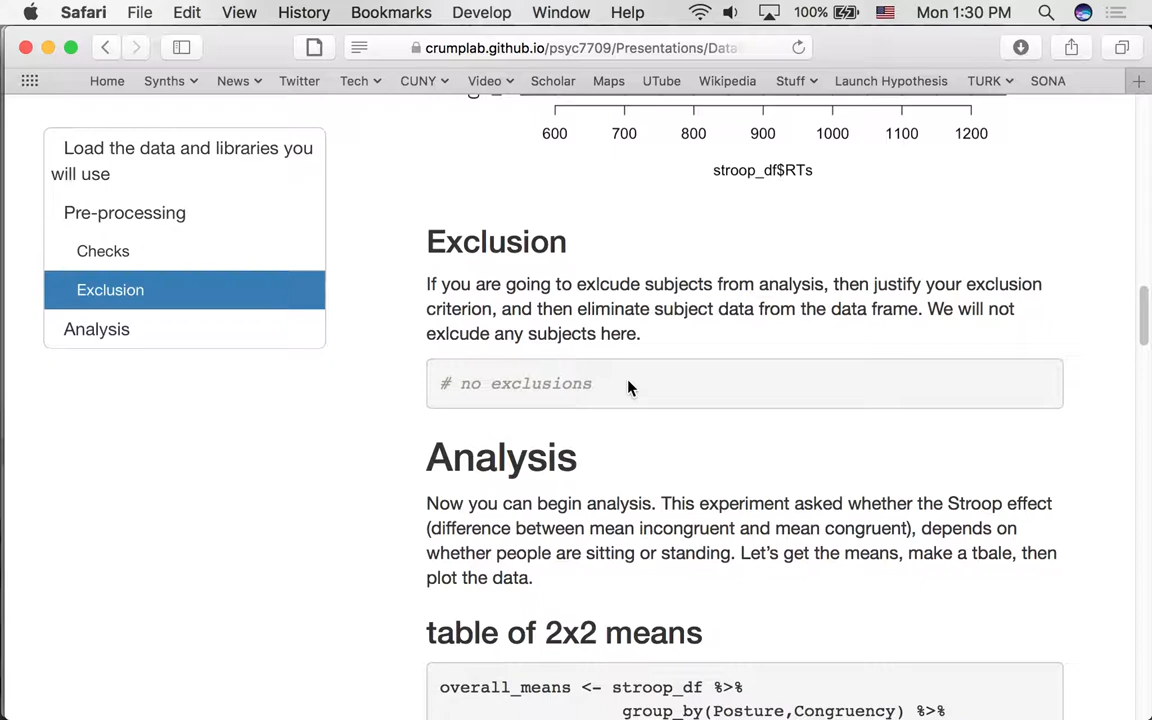 Safari File Edit View History Bookmarks Develop Window Help 100% Mon 1:30 PM
crumplab.github.io/psyc7709/Presentations/Data
Home Synths News Twitter Tech CUNY Video Scholar Maps UTube Wikipedia Stuff Launch Hypothesis TURK SONA
600 700 800 900 1000 1100 1200
stroop_df$RTs
Load the data and libraries you
will use
Pre-processing
Checks
Exclusion
Analysis
Exclusion
If you are going to exlcude subjects from analysis, then justify your exclusion
criterion, and then eliminate subject data from the data frame. We will not
exlcude any subjects here.
# no exclusions
Analysis
Now you can begin analysis. This experiment asked whether the Stroop effect
(difference between mean incongruent and mean congruent), depends on
whether people are sitting or standing. Let's get the means, make a tbale, then
plot the data.
table of 2x2 means
overall_means <- stroop_df %>%
group_by(Posture,Congruency) %>%